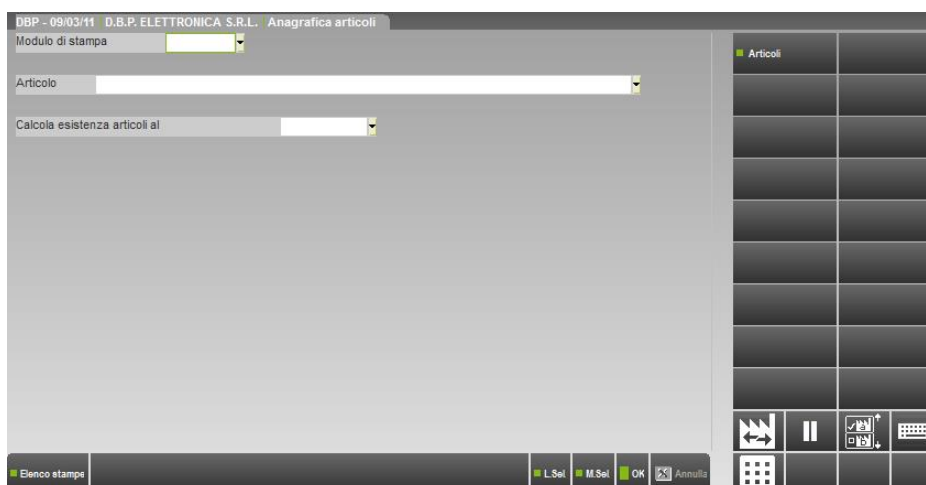 DBP - 09/03/11 D.B.P. ELETTRONICA S.R.L. Anagrafica articoli
Modulo di stampa
Articoli
Articolo
Calcola esistenza articoli al
Elenco stampe
L.Sel M.Sel OK Annulla